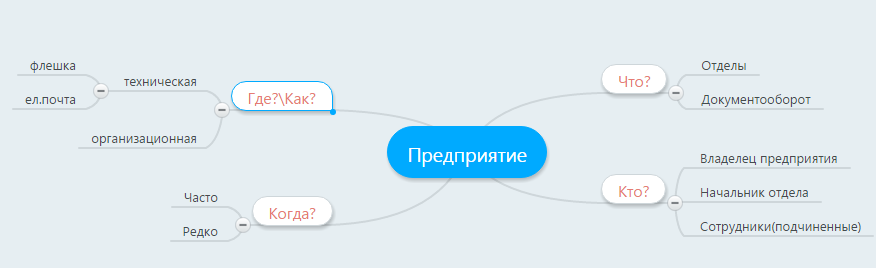 Предприятие
Где?\Как?
техническая
флешка
ел.почта
организационная
Когда?
Часто
Редко
Что?
Отделы
Документооборот
Кто?
Владелец предприятия
Начальник отдела
Сотрудники(подчиненные)